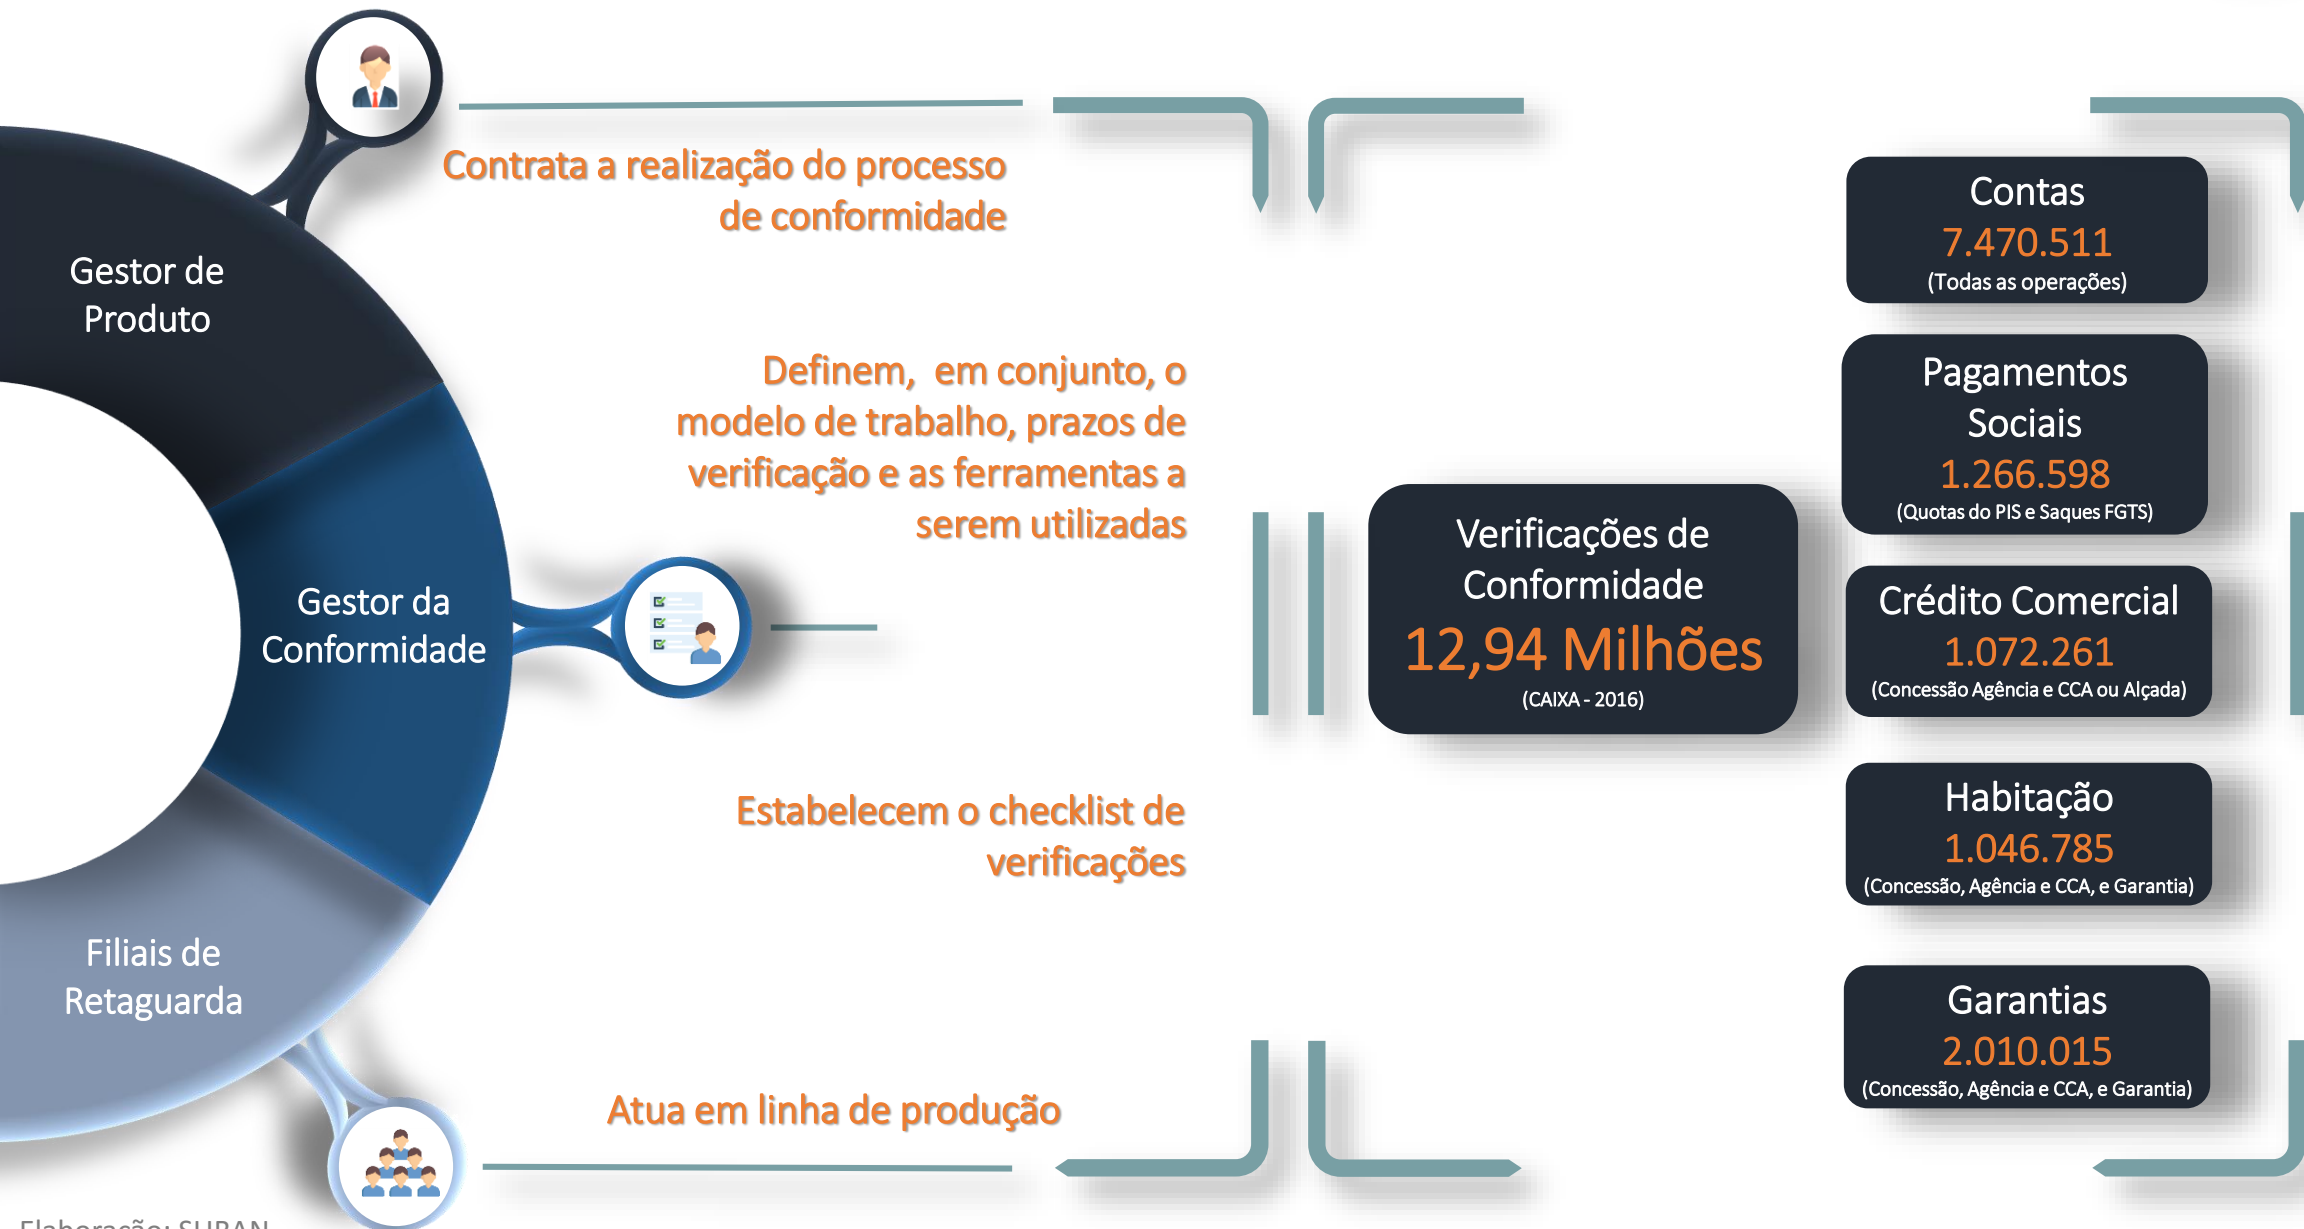 Contrata a realização do processo
de conformidade
Gestor de
Produto
Definem, em conjunto, o
modelo de trabalho, prazos de
verificação e as ferramentas a
serem utilizadas
Gestor da
Conformidade
Estabelecem o checklist de
verificações
Filiais de
Retaguarda
Atua em linha de produção
Verificações de
Conformidade
12,94 Milhões
(CAIXA - 2016)
Contas
7.470.511
(Todas as operações)
Pagamentos
Sociais
1.266.598
(Quotas do PIS e Saques FGTS)
Crédito Comercial
1.072.261
(Concessão Agência e CCA ou Alçada)
Habitação
1.046.785
(Concessão, Agência e CCA, e Garantia)
Garantias
2.010.015
(Concessão, Agência e CCA, e Garantia)
Elaboração: SUBAN